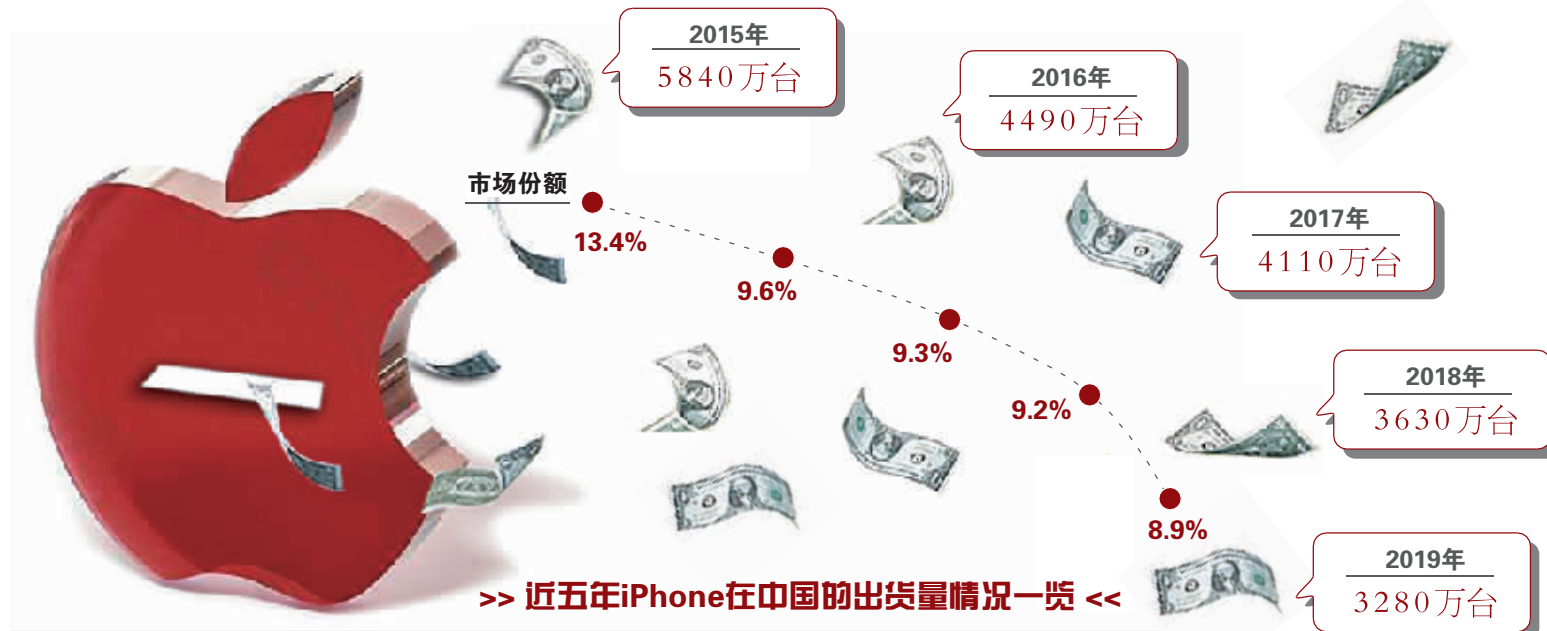 2015年
5840万台
2016年
4490万台
市场份额
13.4%
2017年
4110万台
9.6%
9.3%
2018年
3630万台
9.2%
8.9%
2019年
3280万台
>> 近五年iPhone在中国的出货量情况一览 <<